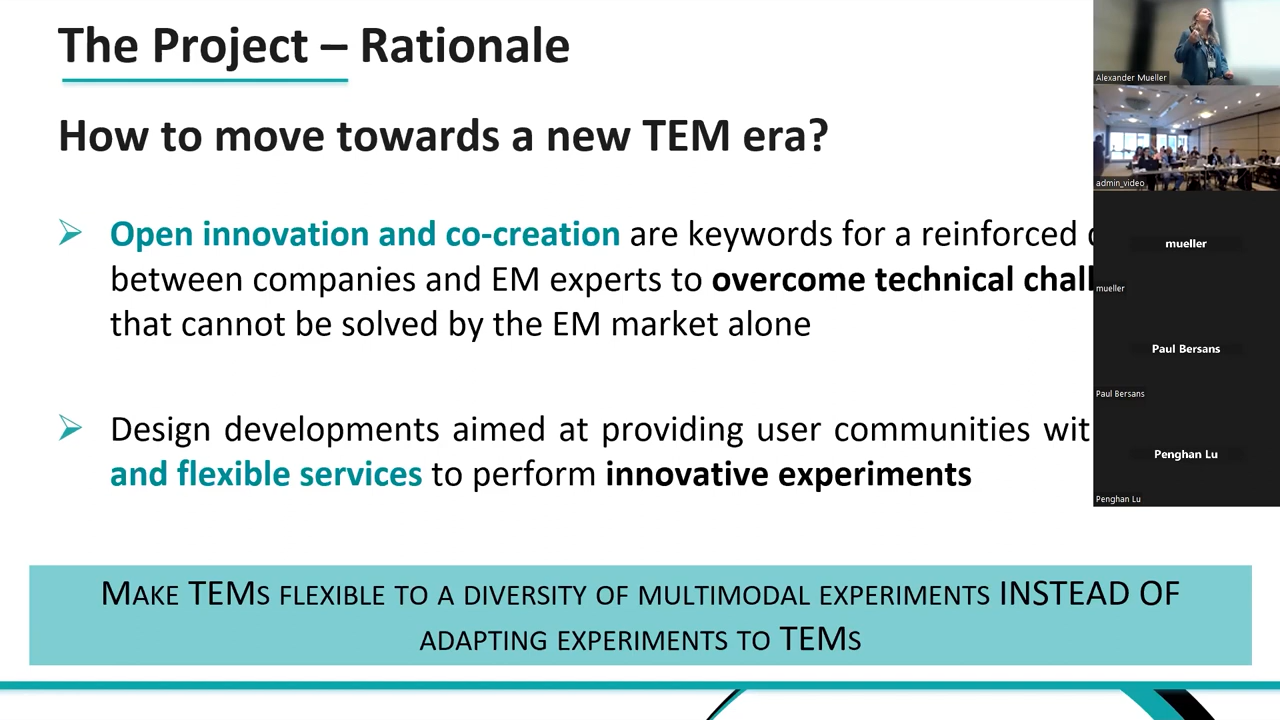 The Project – Rationale
How to move towards a new TEM era?
Open innovation and co-creation are keywords for a reinforced
between companies and EM experts to overcome technical chall
that cannot be solved by the EM market alone
Design developments aimed at providing user communities wit
and flexible services to perform innovative experiments
MAKE TEMS FLEXIBLE TO A DIVERSITY OF MULTIMODAL EXPERIMENTS INSTEAD OF
ADAPTING EXPERIMENTS TO TEMS
Alexander Mueller
admin_video
mueller
mueller
Paul Bersans
Paul Bersans
Penghan Lu
Penghan Lu